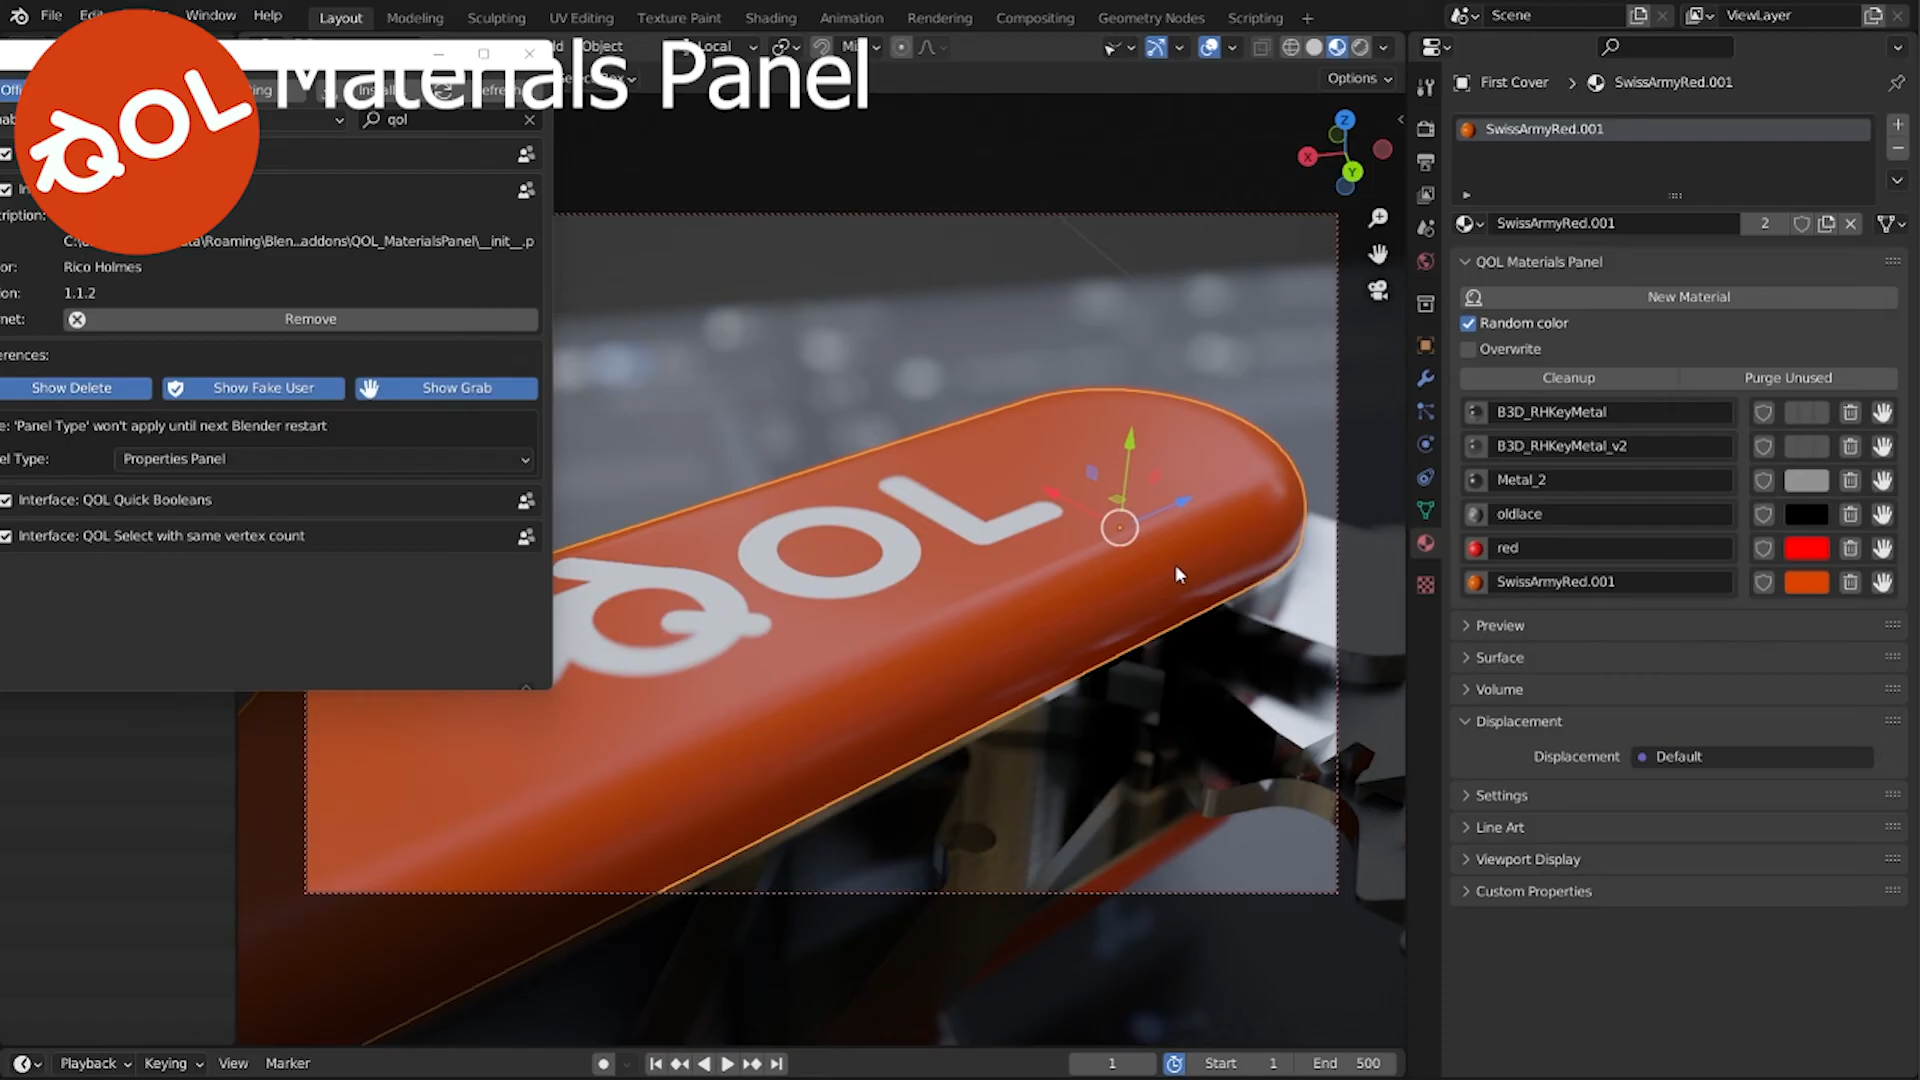 File
Window
Help
Layout
Modeling
Sculpting
UV Editing
Texture Paint
Shading
Animation
Rendering
Compositing
Geometry Nodes
Scripting
Scene
ViewLayer
Object
Local
Options
QOL
Materials Panel
qol
C:\
\Roaming\Blen...addons\QOL_MaterialsPanel\__init__.p
Rico Holmes
1.1.2
Remove
Show Delete
Show Fake User
Show Grab
'Panel Type' won't apply until next Blender restart
Type:
Properties Panel
Interface: QOL Quick Booleans
Interface: QOL Select with same vertex count
QOL
Z
X
Y
First Cover
SwissArmyRed.001
SwissArmyRed.001
SwissArmyRed.001
2
QOL Materials Panel
New Material
Random color
Overwrite
Cleanup
Purge Unused
B3D_RHKeyMetal
B3D_RHKeyMetal_v2
Metal_2
oldlace
red
SwissArmyRed.001
Preview
Surface
Volume
Displacement
Displacement
Default
Settings
Line Art
Viewport Display
Custom Properties
Playback
Keying
View
Marker
1
Start
1
End
500